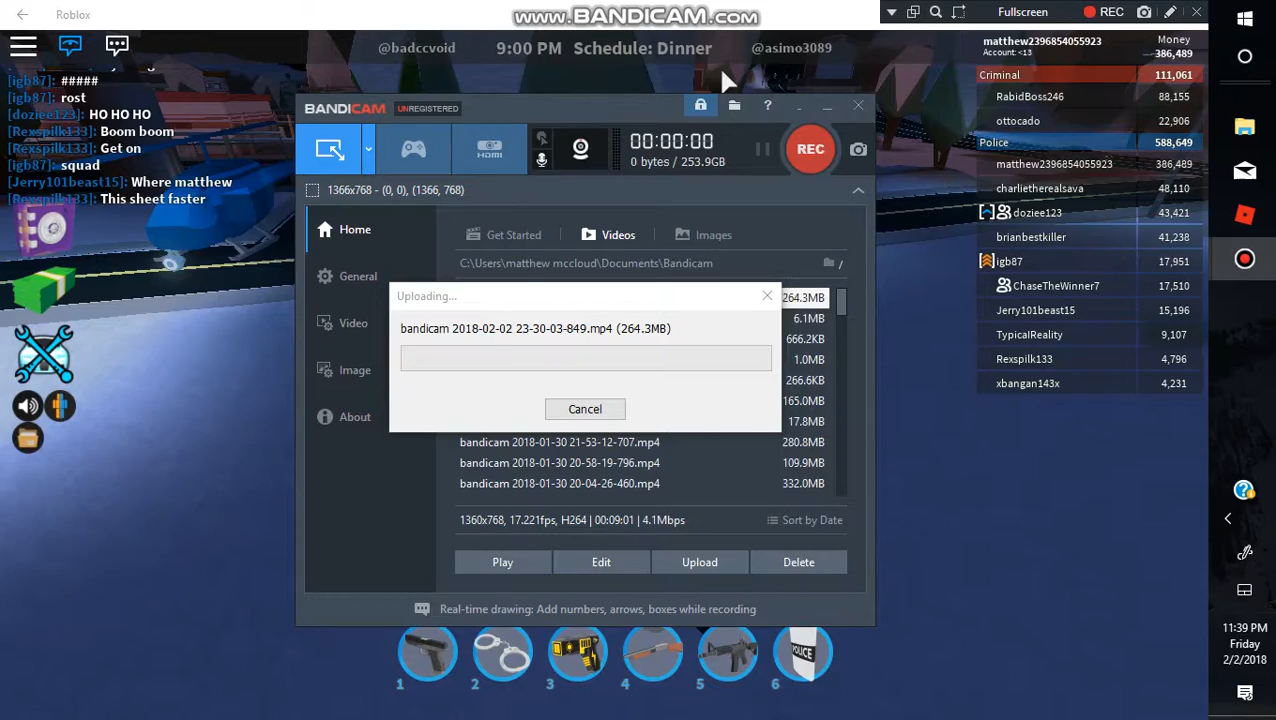 Roblox
www.BANDICAM.com
Fullscreen
REC
@badccvoid
9:00 PM
Schedule: Dinner
@asimo3089
[igb87]: #####
[igb87]: rost
[doziee123]: HO HO HO
[Rexspilk133]: Boom boom
[Rexspilk133]: Get on
[igb87]: squad
[Jerry101beast15]: Where matthew
[Rexspilk133]: This sheet faster
matthew2396854055923
Account: <13
Money
386,489
Criminal 111,061
RabidBoss246 88,155
ottocado 22,906
Police 588,649
matthew2396854055923 386,489
charlietherealsava 48,110
doziee123 43,421
brianbestkiller 41,238
igb87 17,951
ChaseTheWinner7 17,510
Jerry101beast15 15,196
TypicalReality 9,107
Rexspilk133 4,796
xbangan143x 4,231
BANDICAM UNREGISTERED
?
HDMI
00:00:00
0 bytes / 253.9GB
REC
1366x768 - (0, 0), (1366, 768)
Home
General
Video
Image
About
Get Started
Videos
Images
C:\Users\matthew mccloud\Documents\Bandicam
/
264.3MB
6.1MB
666.2KB
1.0MB
266.6KB
165.0MB
17.8MB
Uploading...
bandicam 2018-02-02 23-30-03-849.mp4 (264.3MB)
Cancel
bandicam 2018-01-30 21-53-12-707.mp4 280.8MB
bandicam 2018-01-30 20-58-19-796.mp4 109.9MB
bandicam 2018-01-30 20-04-26-460.mp4 332.0MB
1360x768, 17.221fps, H264 | 00:09:01 | 4.1Mbps
Sort by Date
Play
Edit
Upload
Delete
Real-time drawing: Add numbers, arrows, boxes while recording
POLICE
1
2
3
4
5
6
11:39 PM
Friday
2/2/2018